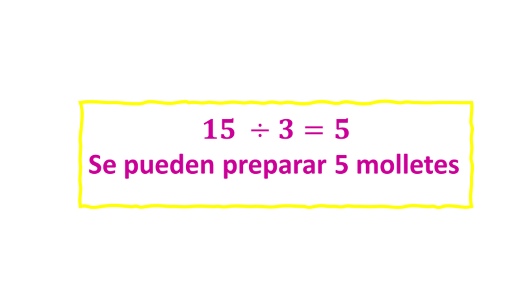 15 ÷ 3 = 5
Se pueden preparar 5 molletes